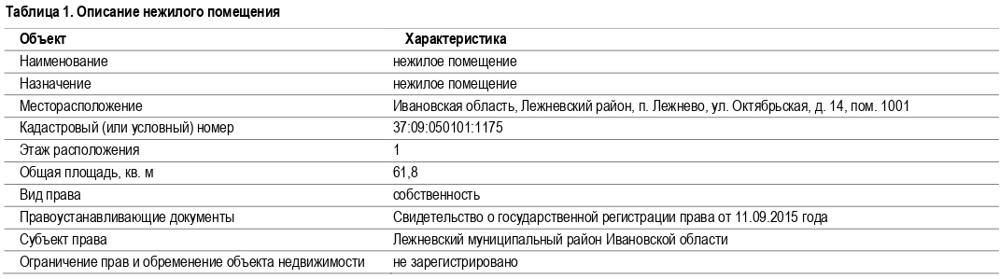 Таблица 1. Описание нежилого помещения
Объект Характеристика
Наименование нежилое помещение
Назначение нежилое помещение
Месторасположение Ивановская область, Лежневский район, п. Лежнево, ул. Октябрьская, д. 14, пом. 1001
Кадастровый (или условный) номер 37:09:050101:1175
Этаж расположения 1
Общая площадь, кв. м 61,8
Вид права собственность
Правоустанавливающие документы Свидетельство о государственной регистрации права от 11.09.2015 года
Субъект права Лежневский муниципальный район Ивановской области
Ограничение прав и обременение объекта недвижимости не зарегистрировано